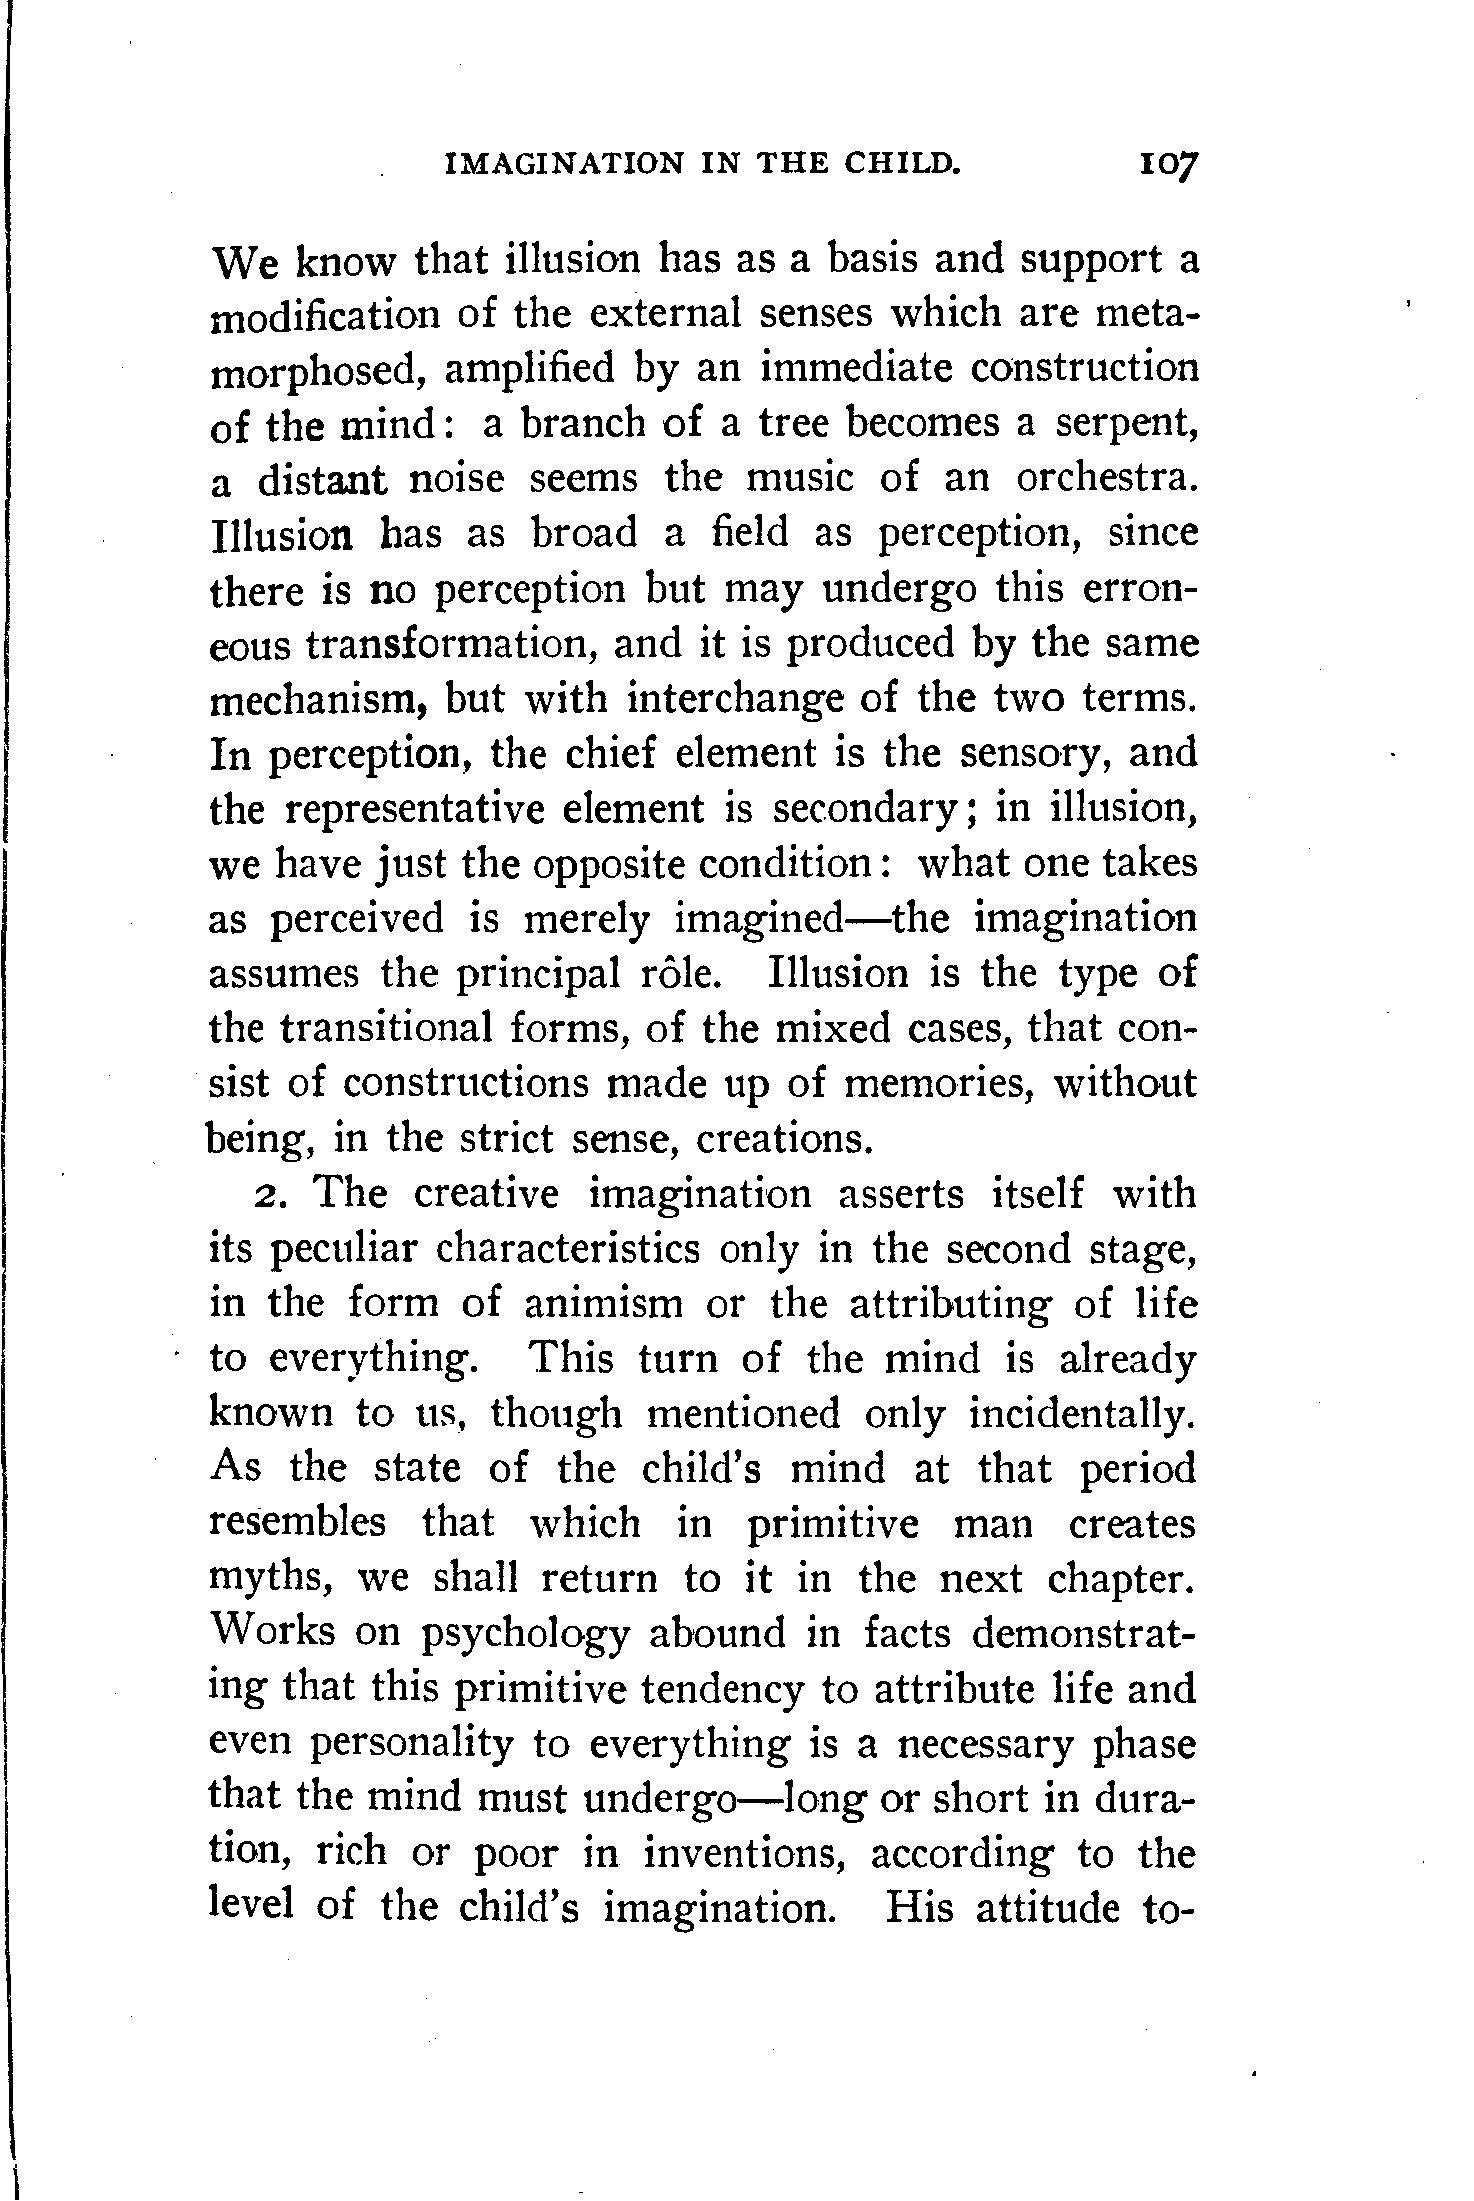 IMAGINATION IN THE CHILD. 107
We know that illusion has as a basis and support a
modification of the external senses which are meta-
morphosed, amplified by an immediate construction
of the mind: a branch of a tree becomes a serpent,
a distant noise seems the music of an orchestra.
Illusion has as broad a field as perception, since
there is no perception but may undergo this erron-
eous transformation, and it is produced by the same
mechanism, but with interchange of the two terms.
In perception, the chief element is the sensory, and
the representative element is secondary; in illusion,
we have just the opposite condition: what one takes
as perceived is merely imagined—the imagination
assumes the principal rôle. Illusion is the type of
the transitional forms, of the mixed cases, that con-
sist of constructions made up of memories, without
being, in the strict sense, creations.
2. The creative imagination asserts itself with
its peculiar characteristics only in the second stage,
in the form of animism or the attributing of life
to everything. This turn of the mind is already
known to us, though mentioned only incidentally.
As the state of the child's mind at that period
resembles that which in primitive man creates
myths, we shall return to it in the next chapter.
Works on psychology abound in facts demonstrat-
ing that this primitive tendency to attribute life and
even personality to everything is a necessary phase
that the mind must undergo—long or short in dura-
tion, rich or poor in inventions, according to the
level of the child's imagination. His attitude to-